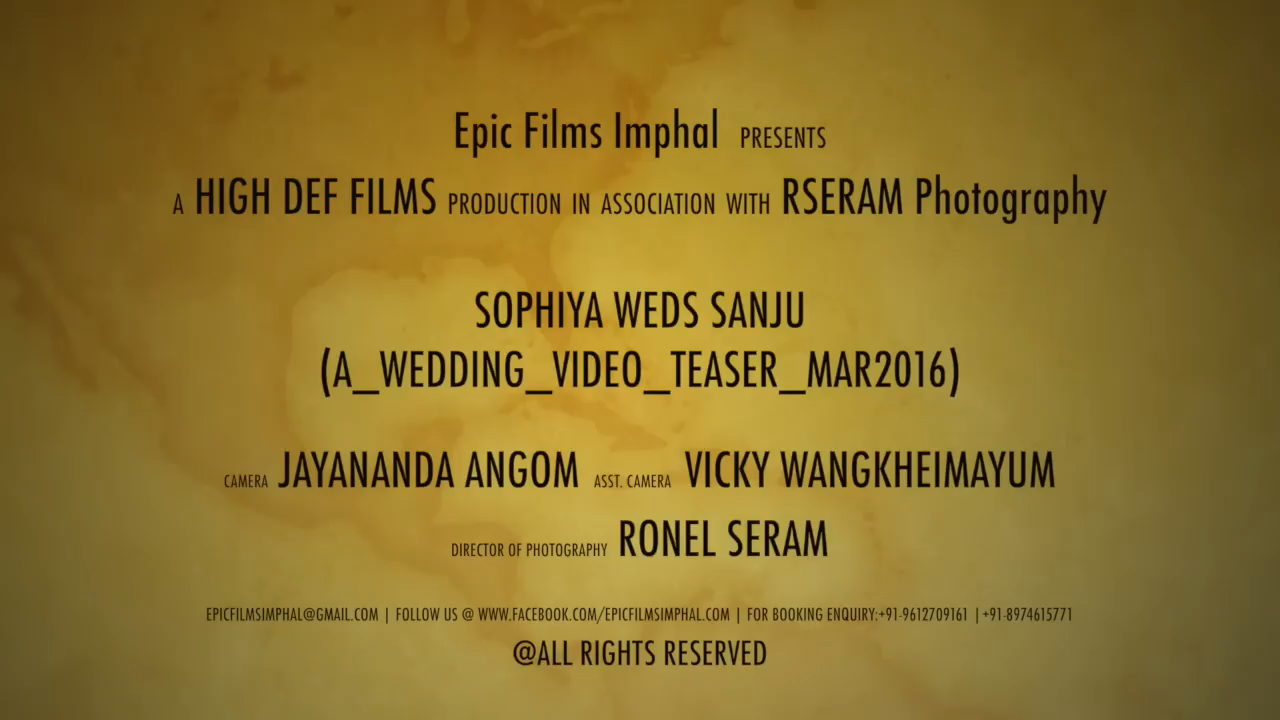 Epic Films Imphal PRESENTS
A HIGH DEF FILMS PRODUCTION IN ASSOCIATION WITH RSERAM Photography
SOPHIYA WEDS SANJU
(A_WEDDING_VIDEO_TEASER_MAR2016)
CAMERA JAYANANDA ANGOM ASST. CAMERA VICKY WANGKHEIMAYUM
DIRECTOR OF PHOTOGRAPHY RONEL SERAM
EPICFILMSIMPHAL@GMAIL.COM | FOLLOW US @ WWW.FACEBOOK.COM/EPICFILMSIMPHAL.COM | FOR BOOKING ENQUIRY:+91-9612709161 |+91-8974615771
@ALL RIGHTS RESERVED